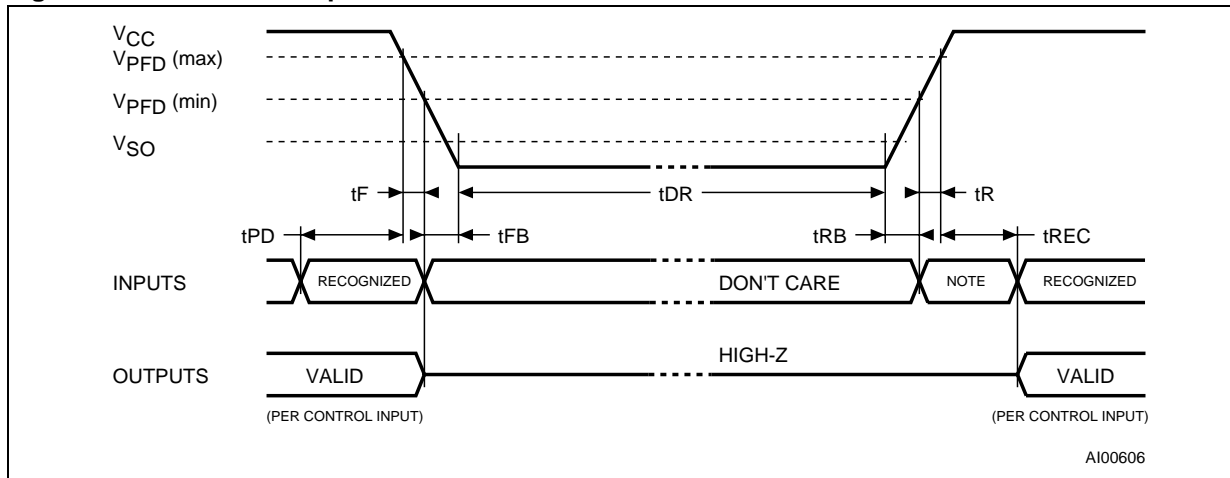 VCC
VPFD (max)
VPFD (min)
VSO
tF
tDR
tR
tPD
tFB
tRB
tREC
INPUTS
RECOGNIZED
DON'T CARE
NOTE
RECOGNIZED
HIGH-Z
OUTPUTS
VALID
VALID
(PER CONTROL INPUT)
(PER CONTROL INPUT)
AI00606